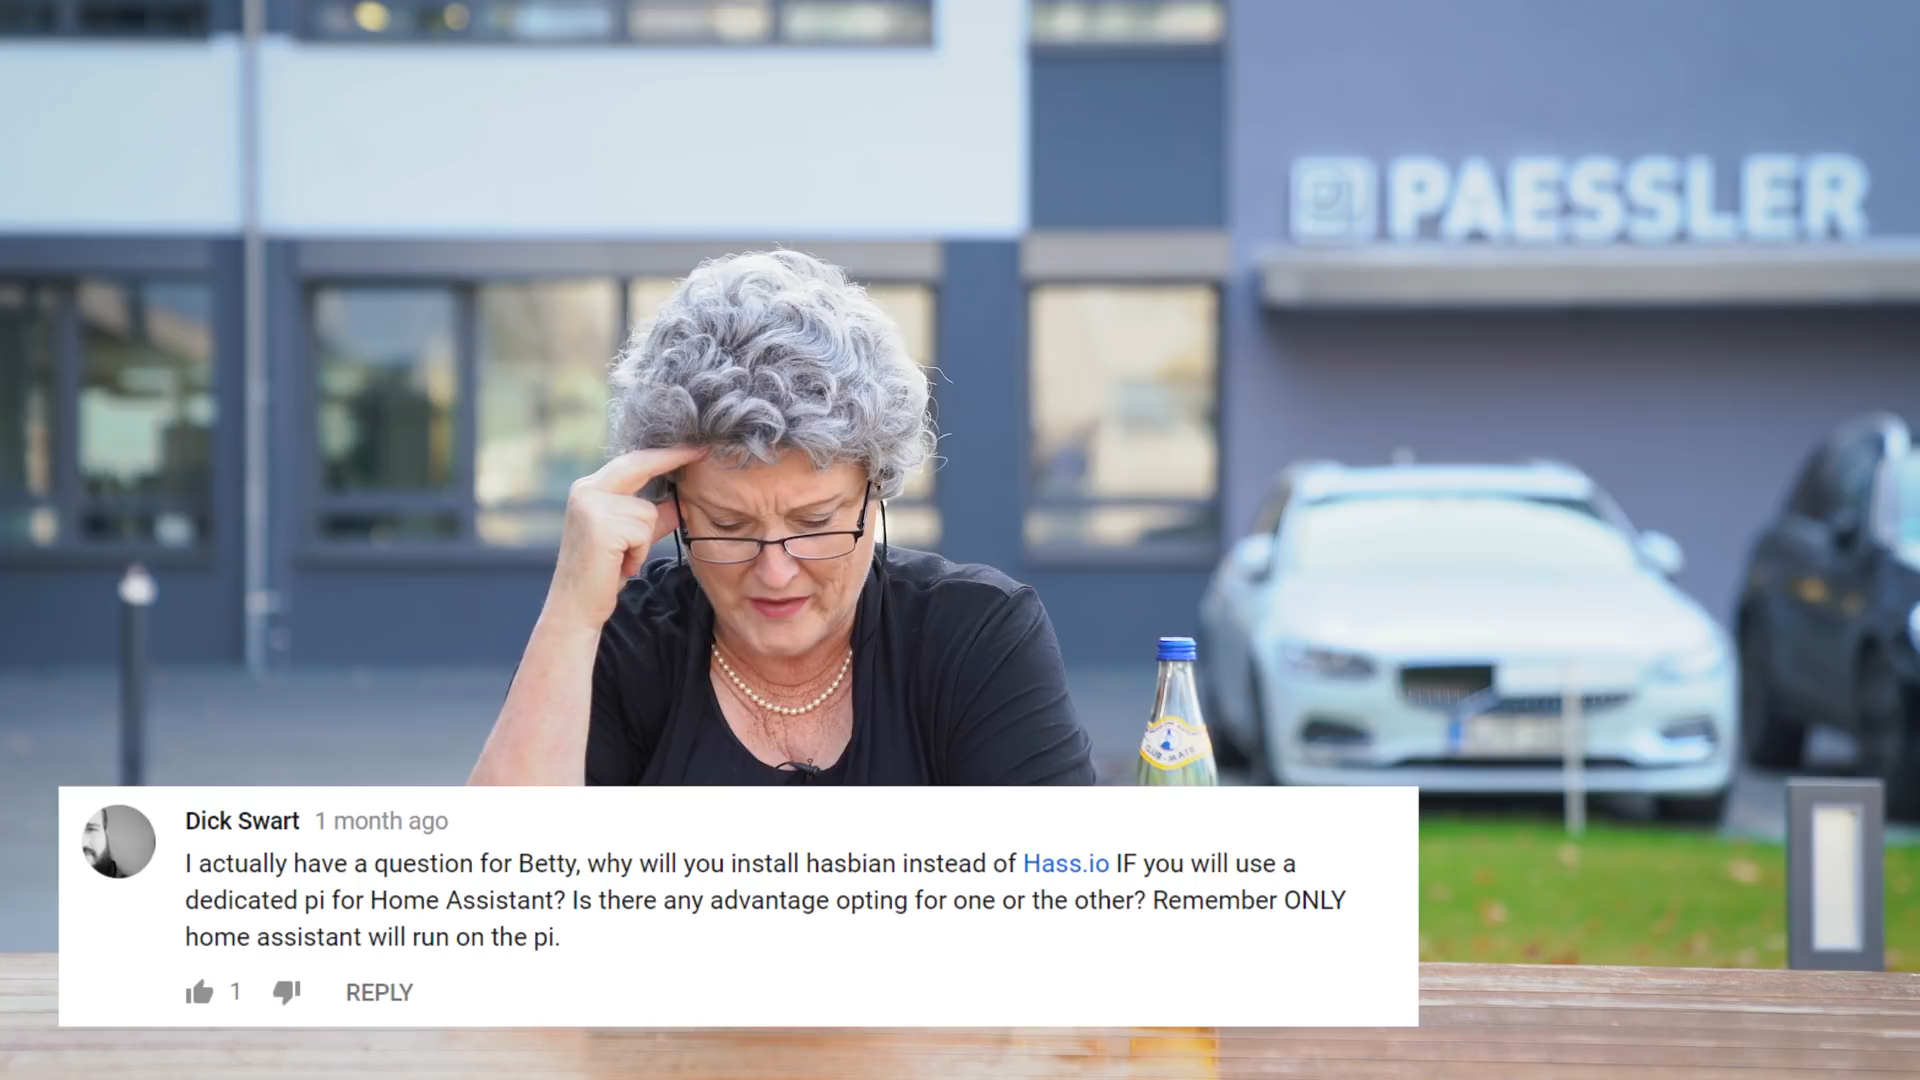 PAESSLER
CLUB-MATE
Dick Swart 1 month ago
I actually have a question for Betty, why will you install hasbian instead of Hass.io IF you will use a
dedicated pi for Home Assistant? Is there any advantage opting for one or the other? Remember ONLY
home assistant will run on the pi.
1 REPLY